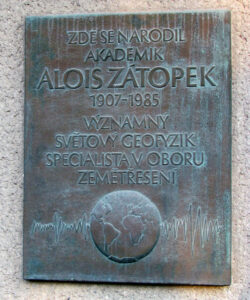 ZDE SE NARODIL
AKADEMIK
ALOIS ZÁTOPEK
1907-1985
VÝZNAMNÝ
SVĚTOVÝ GEOFYZIK
SPECIALISTA V OBORU
ZEMĚTŘESENÍ